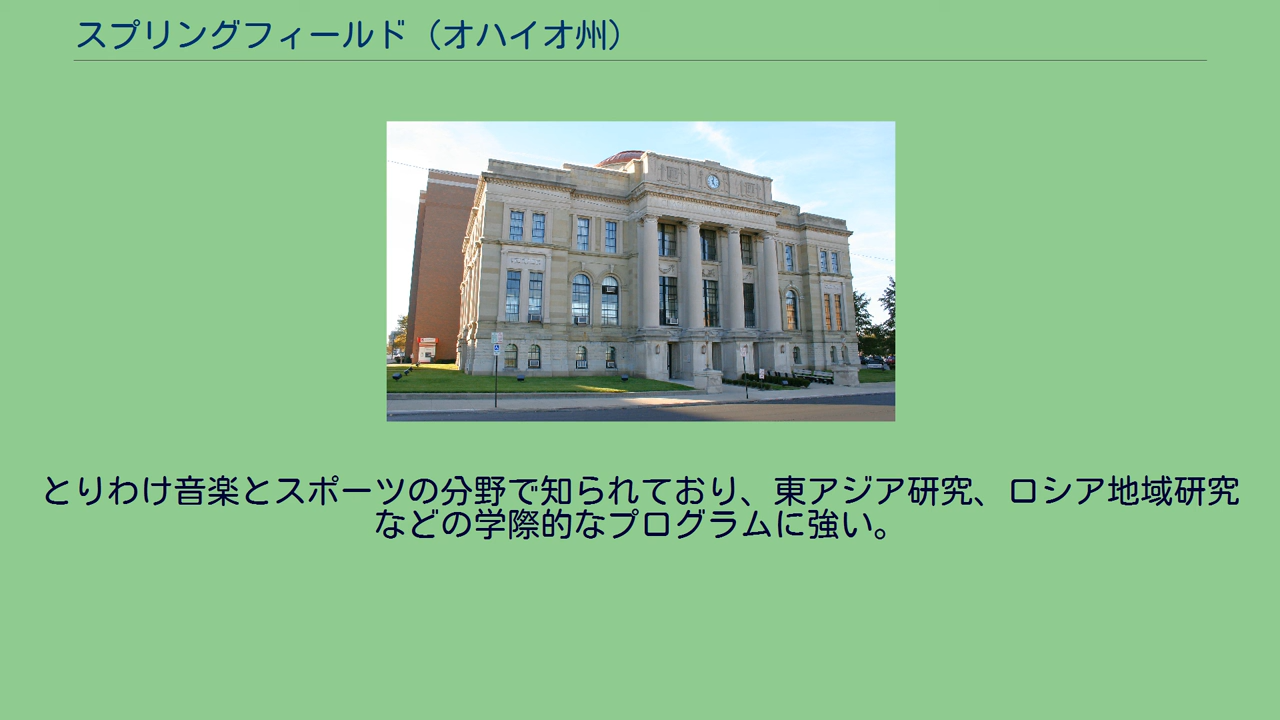 スプリングフィールド（オハイオ州）
とりわけ音楽とスポーツの分野で知られており、東アジア研究、ロシア地域研究
などの学際的なプログラムに強い。